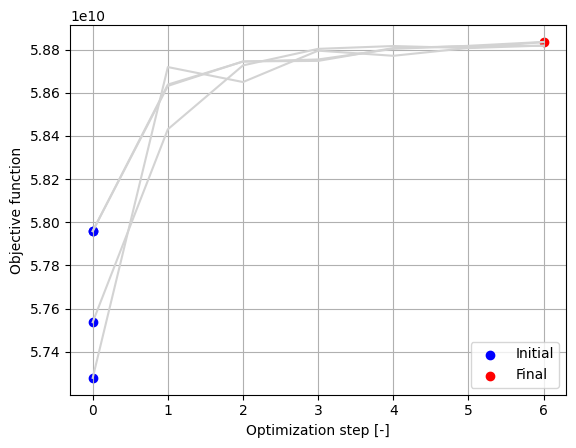 1e10
5.88
5.86
5.84
5.82
5.80
5.78
5.76
5.74
Objective function
Initial
Final
0 1 2 3 4 5 6
Optimization step [-]